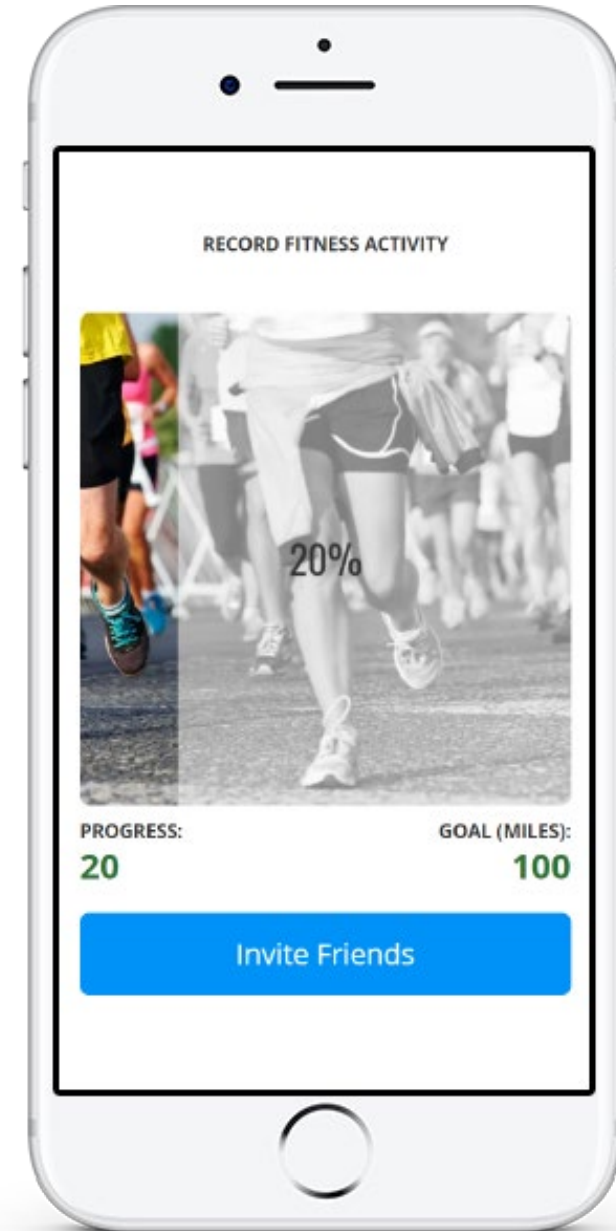 RECORD FITNESS ACTIVITY
20%
PROGRESS: GOAL (MILES):
20 100
Invite Friends